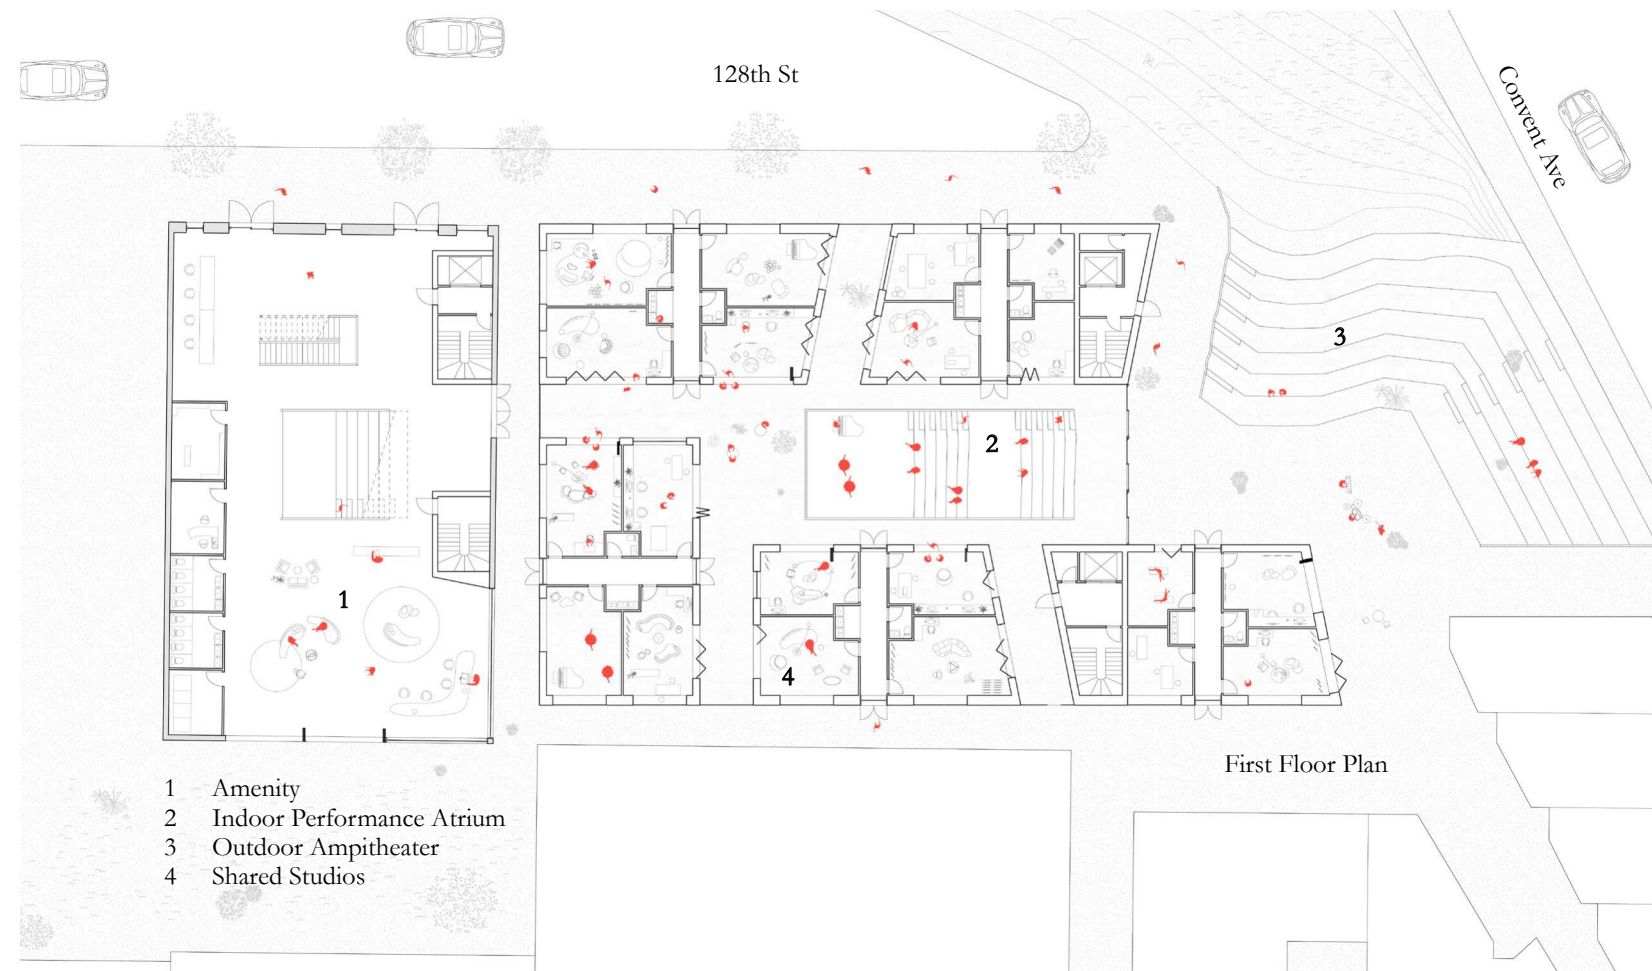 128th St
Convent Ave
3
2
1
4
First Floor Plan
1 Amenity
2 Indoor Performance Atrium
3 Outdoor Ampitheater
4 Shared Studios